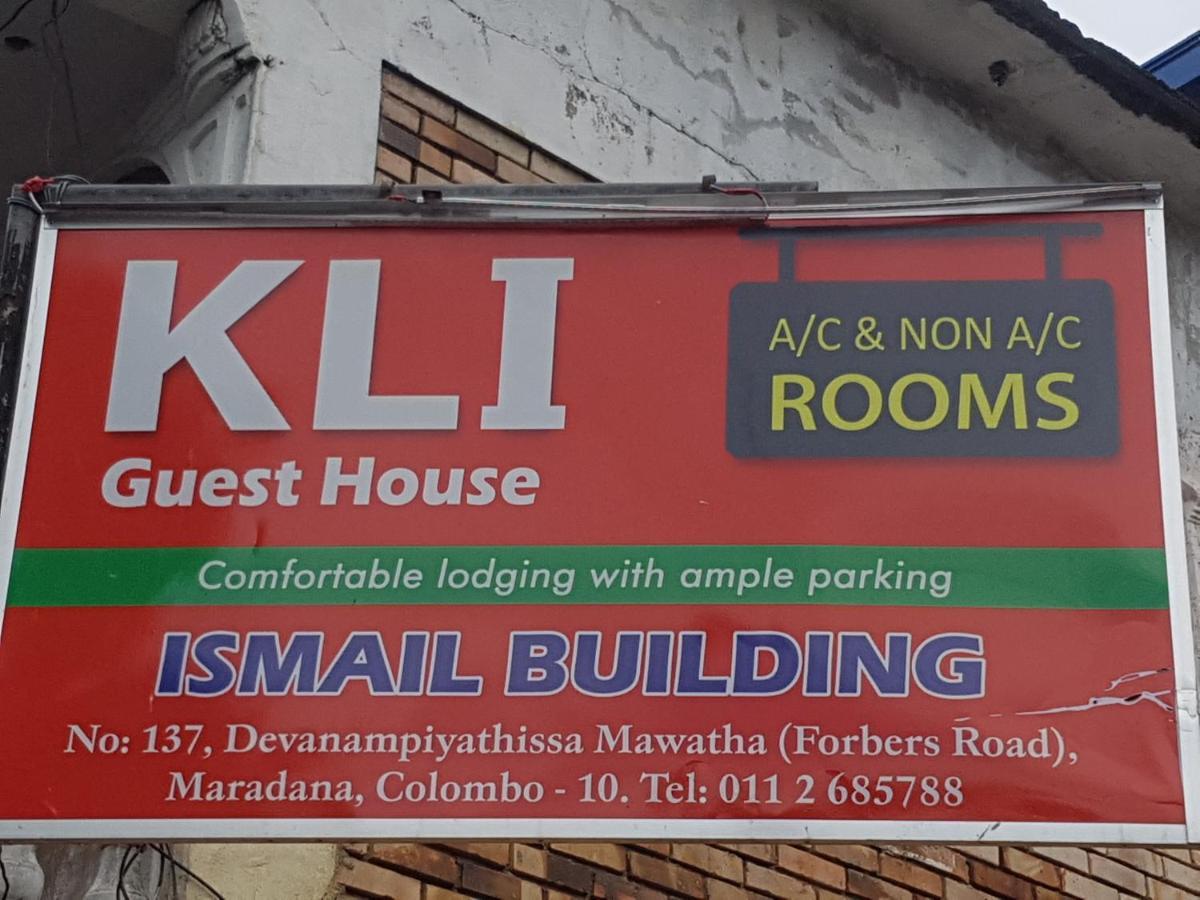 KLI
Guest House
A/C & NON A/C
ROOMS
Comfortable lodging with ample parking
ISMAIL BUILDING
No: 137, Devanampiyathissa Mawatha (Forbers Road),
Maradana, Colombo - 10. Tel: 011 2 685788